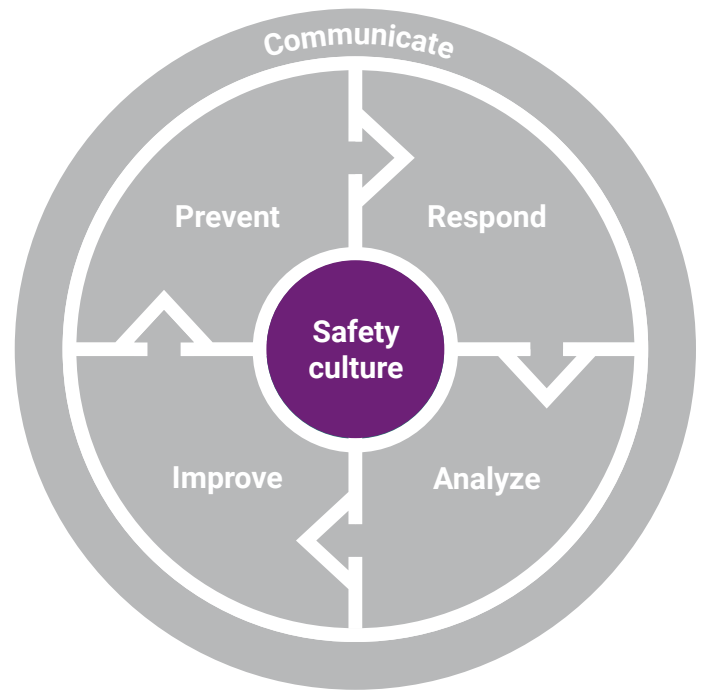 Communicate
Prevent
Respond
Safety
culture
Improve
Analyze